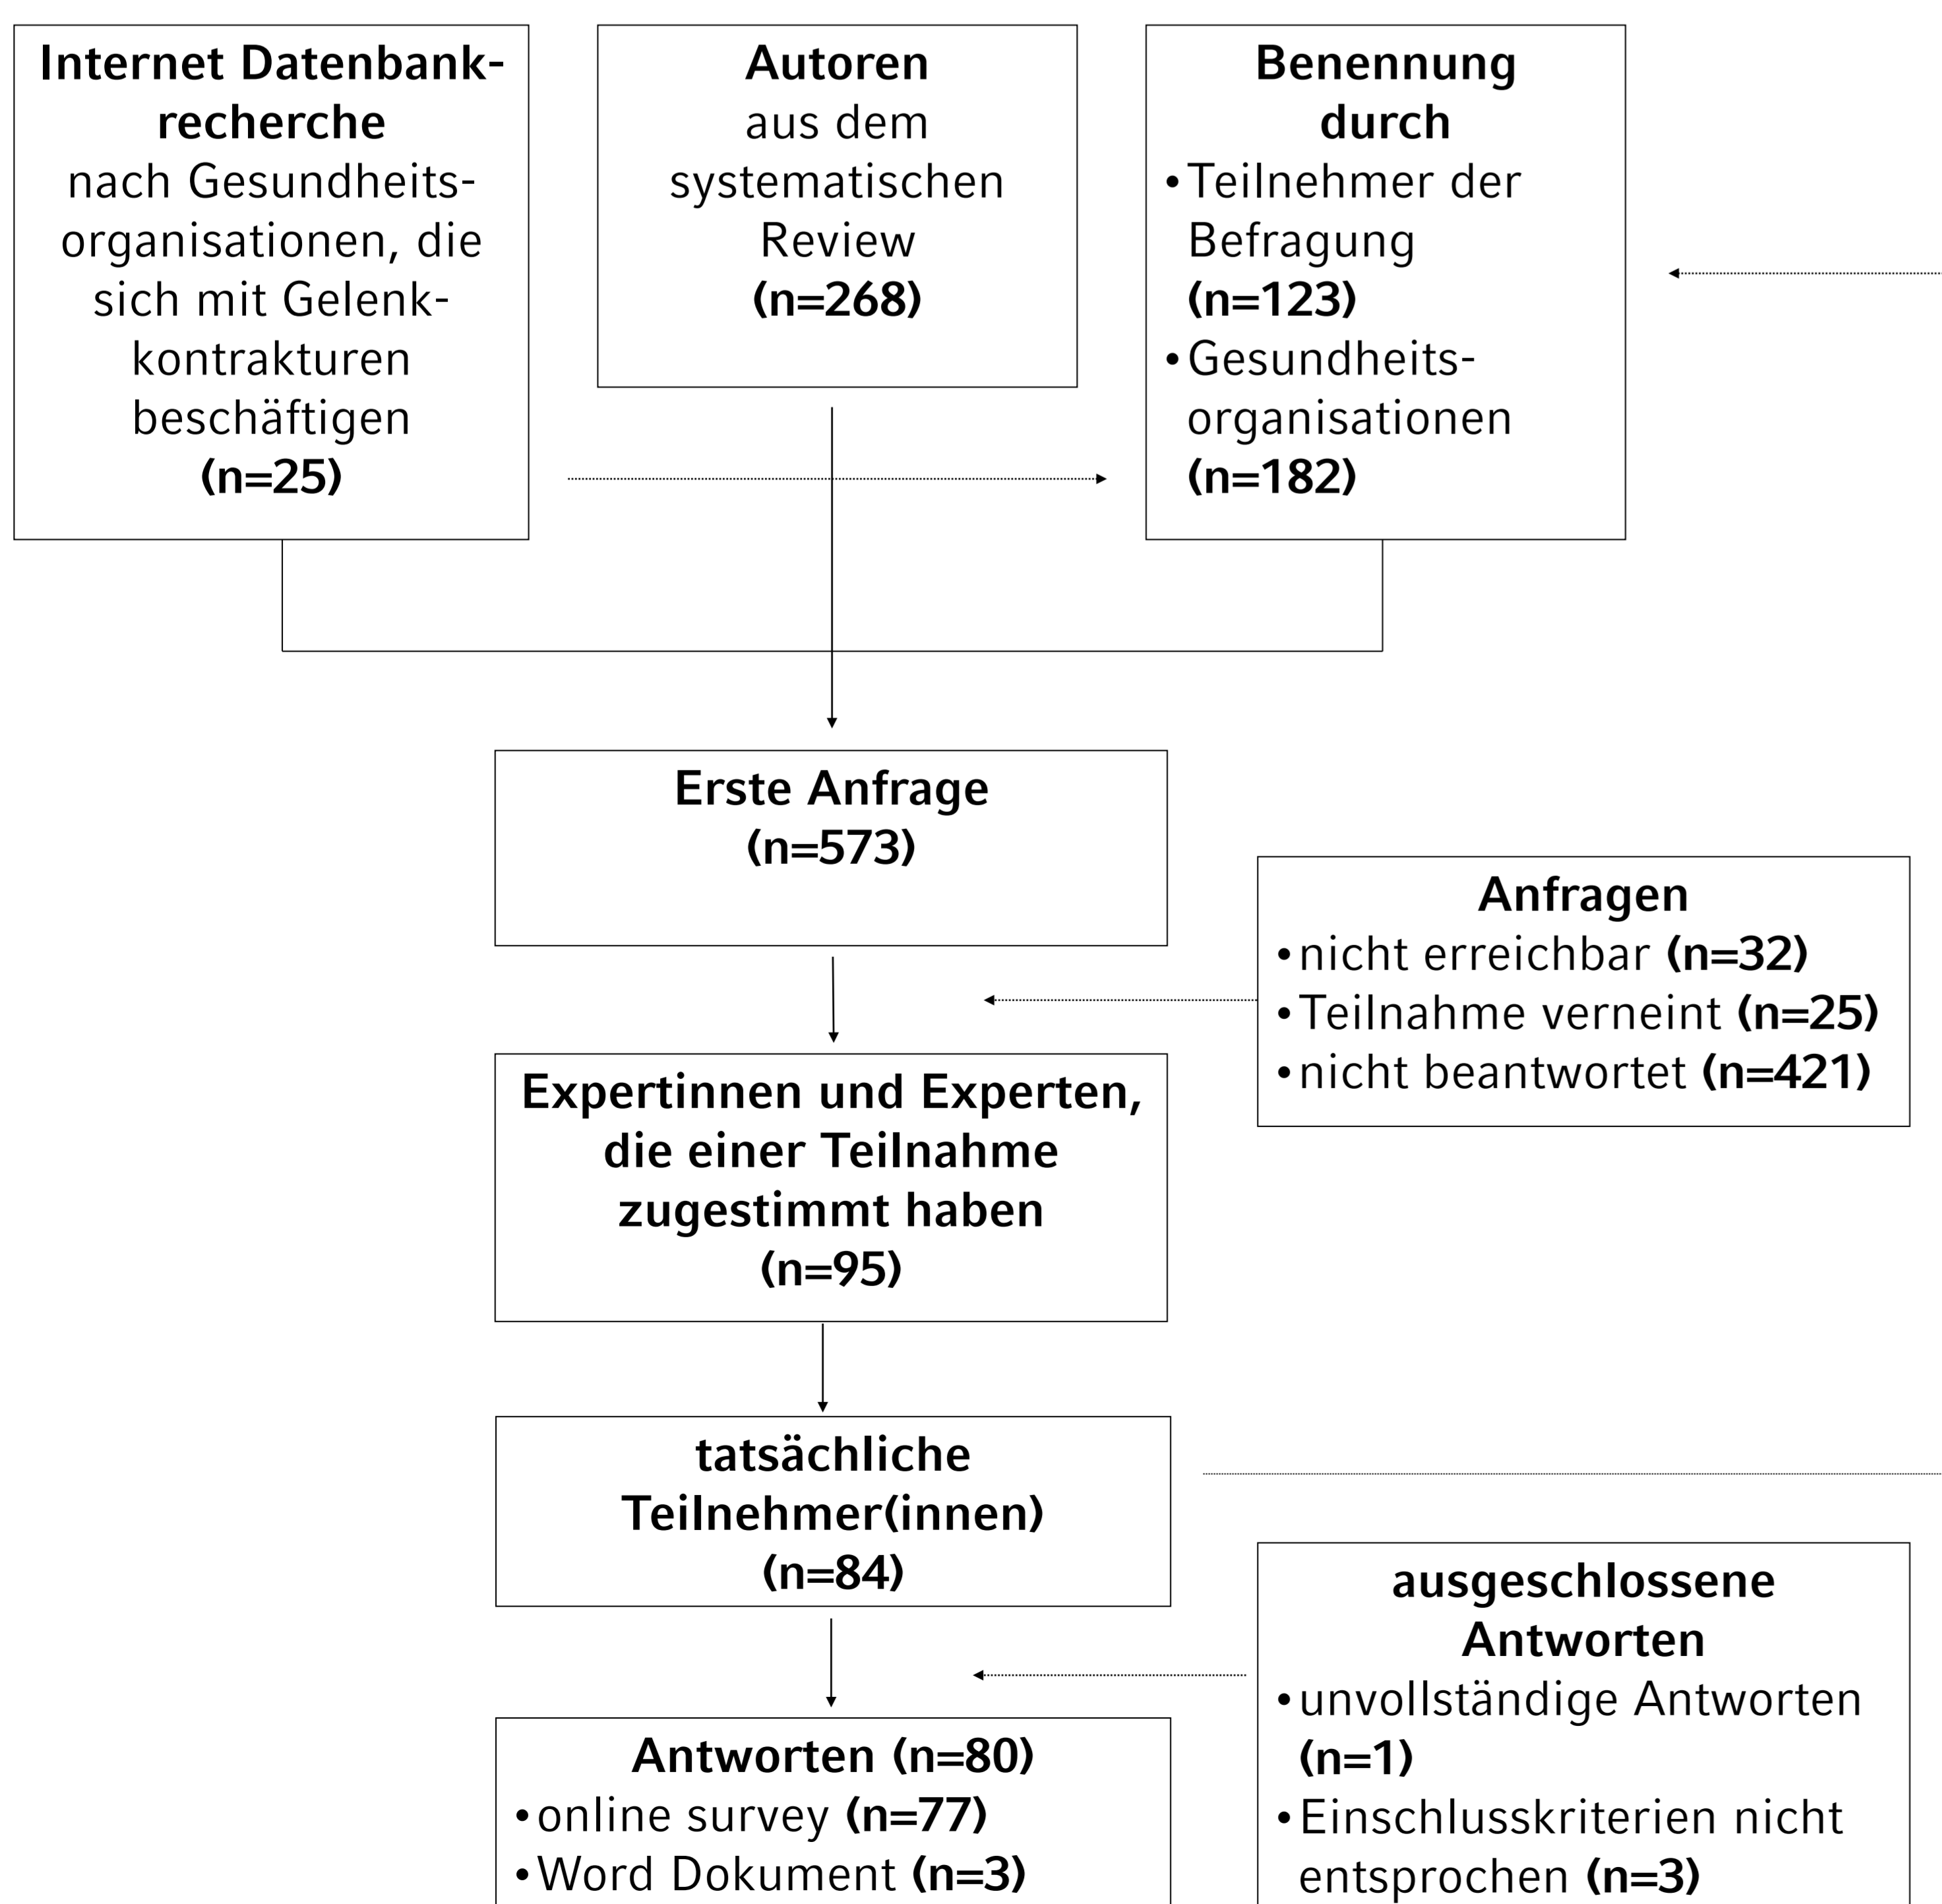 Internet Datenbank-
recherche
nach Gesundheits-
organisationen, die
sich mit Gelenk-
kontrakturen
beschäftigen
(n=25)
Autoren
aus dem
systematischen
Review
(n=268)
Benennung
durch
• Teilnehmer der
Befragung
(n=123)
• Gesundheits-
organisationen
(n=182)
Erste Anfrage
(n=573)
Anfragen
• nicht erreichbar (n=32)
• Teilnahme verneint (n=25)
• nicht beantwortet (n=421)
Expertinnen und Experten,
die einer Teilnahme
zugestimmt haben
(n=95)
tatsächliche
Teilnehmer(innen)
(n=84)
ausgeschlossene
Antworten
• unvollständige Antworten
(n=1)
• Einschlusskriterien nicht
entsprochen (n=3)
Antworten (n=80)
• online survey (n=77)
• Word Dokument (n=3)